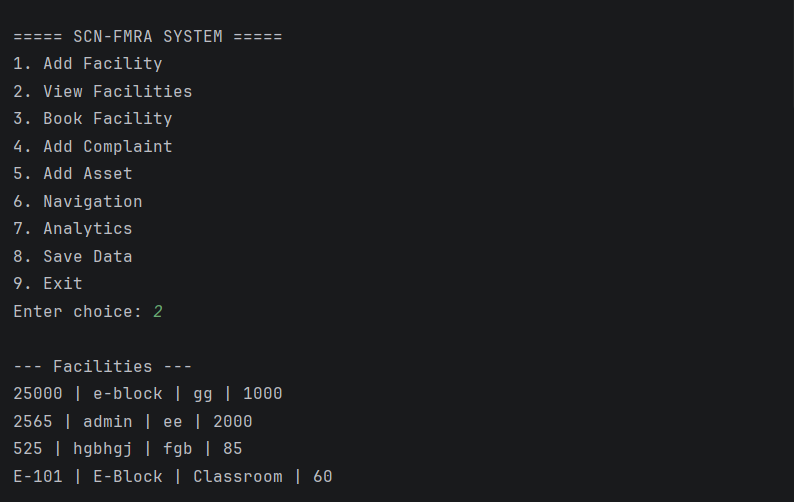 ===== SCN-FMRA SYSTEM =====
1. Add Facility
2. View Facilities
3. Book Facility
4. Add Complaint
5. Add Asset
6. Navigation
7. Analytics
8. Save Data
9. Exit
Enter choice: 2
--- Facilities ---
25000 | e-block | gg | 1000
2565 | admin | ee | 2000
525 | hgbhgj | fgb | 85
E-101 | E-Block | Classroom | 60